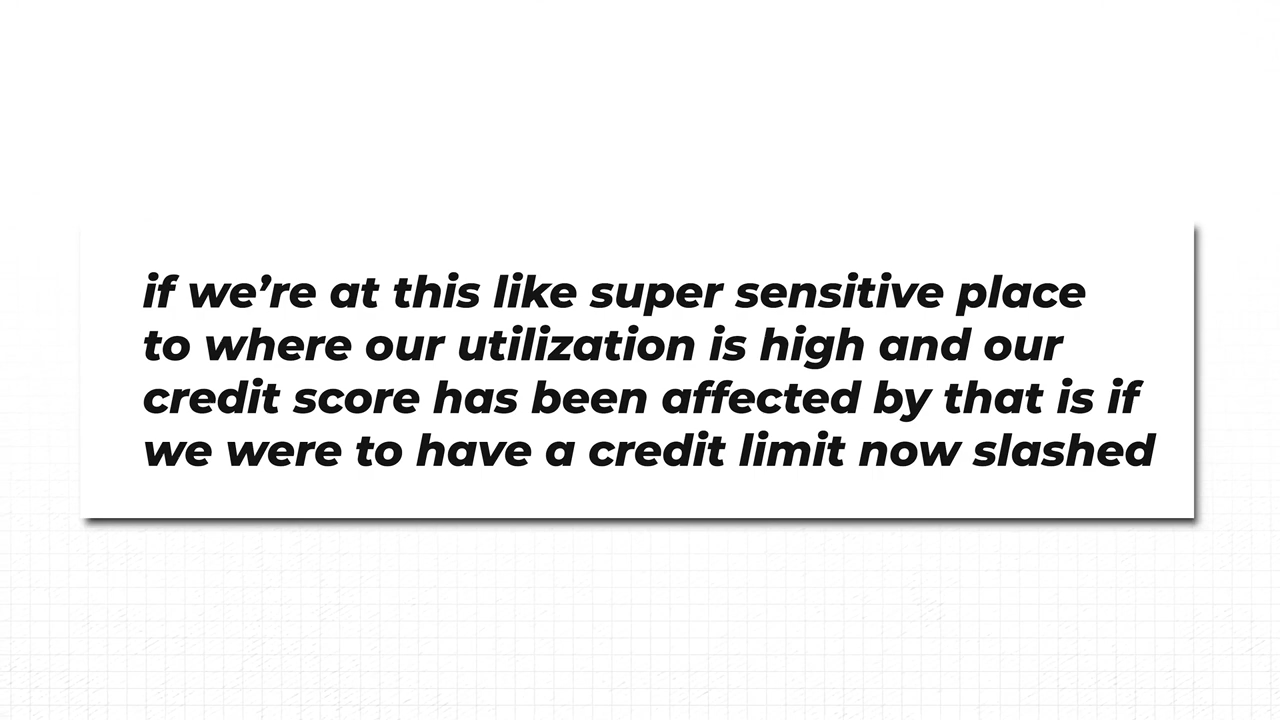 if we’re at this like super sensitive place
to where our utilization is high and our
credit score has been affected by that is if
we were to have a credit limit now slashed